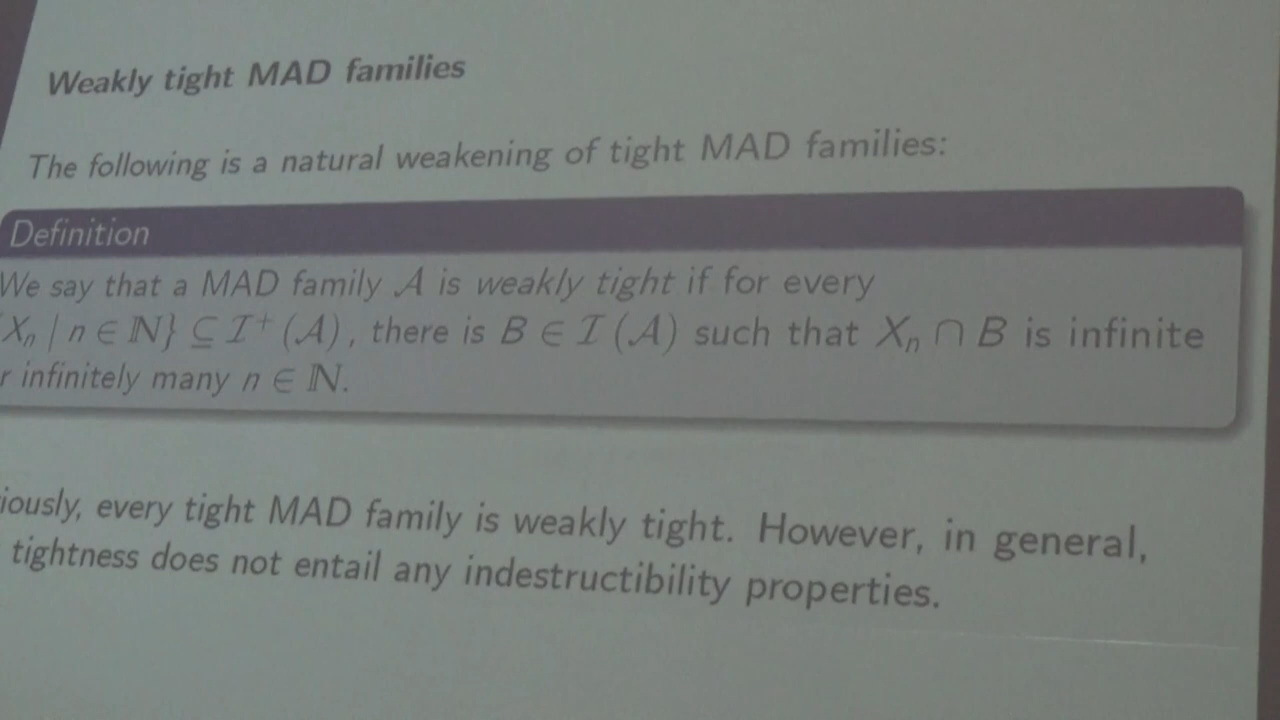 Weakly tight MAD families
The following is a natural weakening of tight MAD families:
Definition
We say that a MAD family 𝒜 is weakly tight if for every
X_n | n ∈ ℕ} ⊆ ℐ⁺(𝒜), there is B ∈ ℐ(𝒜) such that X_n ∩ B is infinite
r infinitely many n ∈ ℕ.
iously, every tight MAD family is weakly tight. However, in general,
tightness does not entail any indestructibility properties.